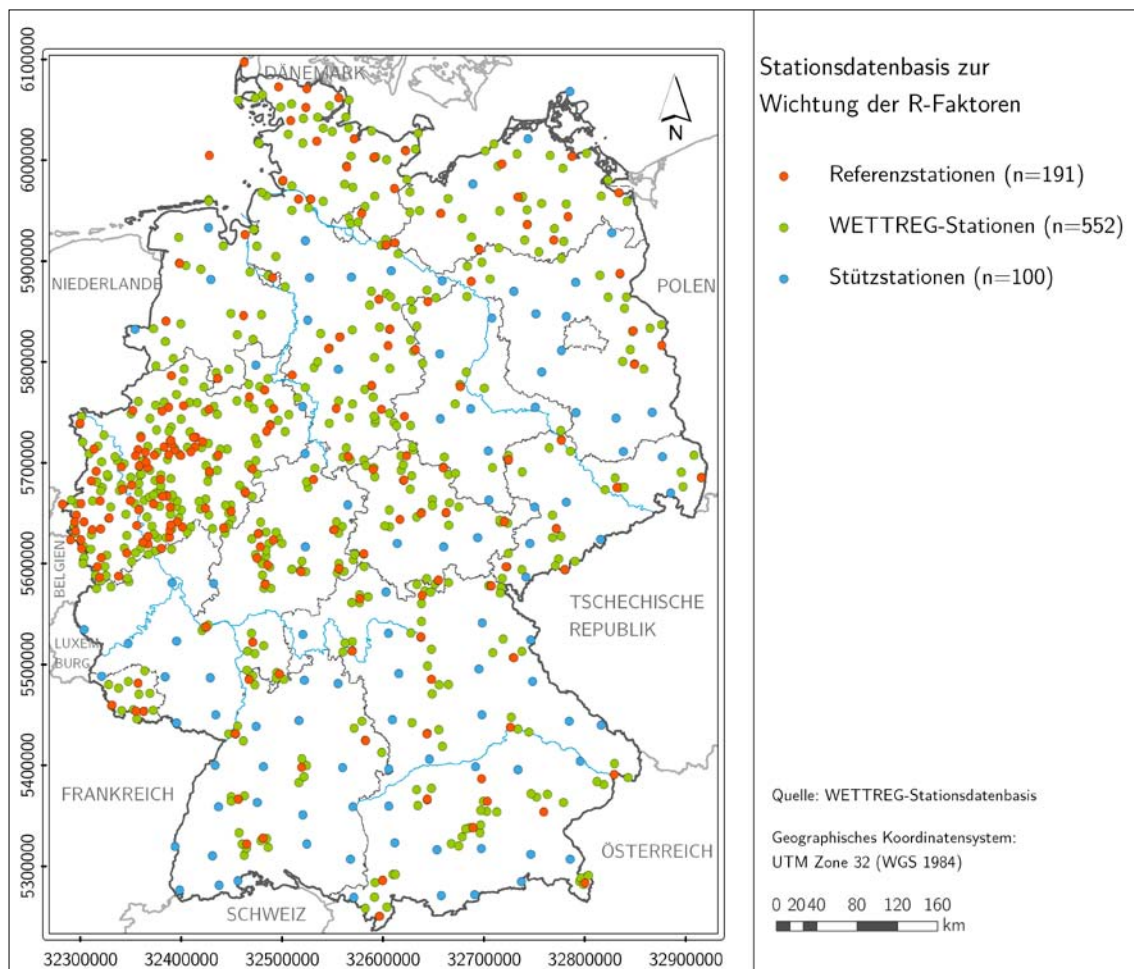 6100000
6000000
5900000
5800000
5700000
5600000
5500000
5400000
5300000
32300000 32400000 32500000 32600000 32700000 32800000 32900000
DÄNEMARK
N
NIEDERLANDE
POLEN
BELGIEN
LUXEM
BURG
TSCHECHISCHE
REPUBLIK
FRANKREICH
ÖSTERREICH
SCHWEIZ
Stationsdatenbasis zur
Wichtung der R-Faktoren
Referenzstationen (n=191)
WETTREG-Stationen (n=552)
Stützstationen (n=100)
Quelle: WETTREG-Stationsdatenbasis
Geographisches Koordinatensystem:
UTM Zone 32 (WGS 1984)
0 20 40 80 120 160
km